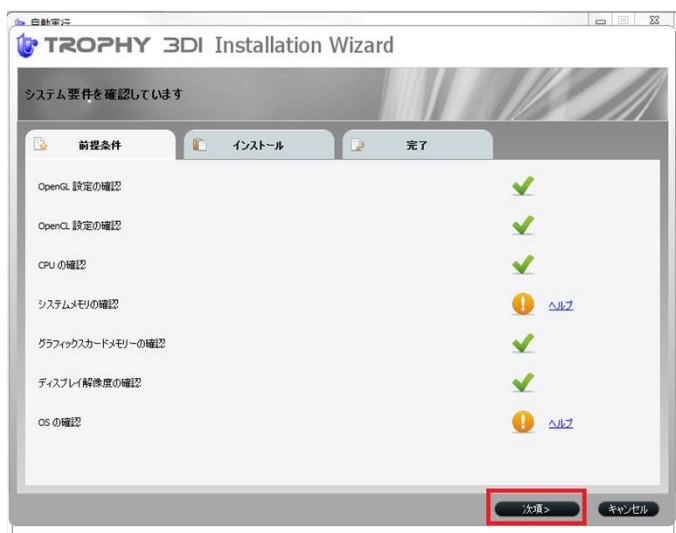 自動実行
TROPHY 3DI Installation Wizard
システム要件を確認しています
前提条件
インストール
完了
OpenGL 設定の確認
OpenCL 設定の確認
CPU の確認
システムメモリの確認
ヘルプ
グラフィックスカードメモリーの確認
ディスプレイ解像度の確認
OS の確認
ヘルプ
次項>
キャンセル